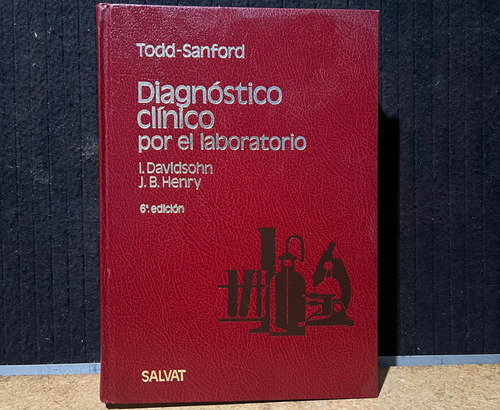 Todd-Sanford
Diagnóstico
clínico
por el laboratorio
I. Davidsohn
J. B. Henry
6ª. edición
SALVAT